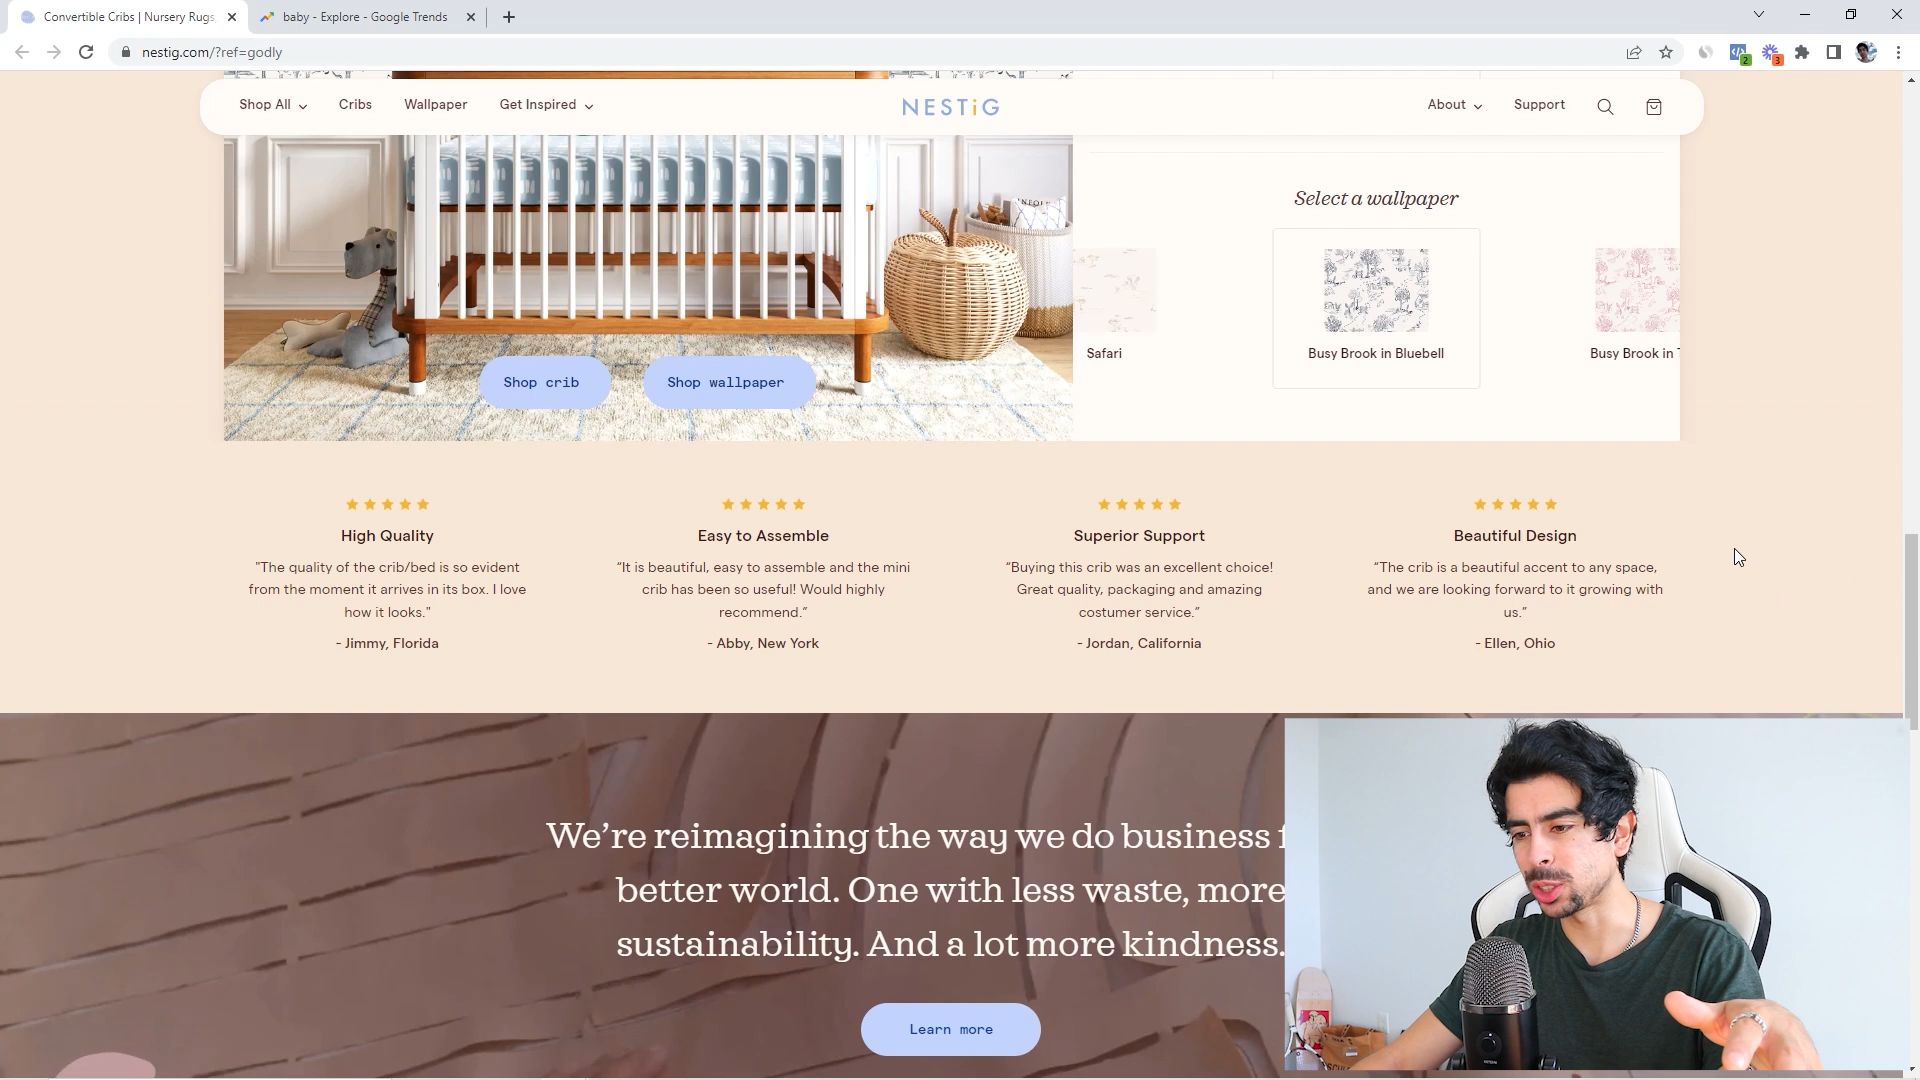 Convertible Cribs | Nursery Rugs,
baby - Explore - Google Trends
nestig.com/?ref=godly
2
3
Shop All
Cribs
Wallpaper
Get Inspired
NESTiG
About
Support
Select a wallpaper
Safari
Busy Brook in Bluebell
Busy Brook in
Shop crib
Shop wallpaper
High Quality
"The quality of the crib/bed is so evident
from the moment it arrives in its box. I love
how it looks."
- Jimmy, Florida
Easy to Assemble
“It is beautiful, easy to assemble and the mini
crib has been so useful! Would highly
recommend.”
- Abby, New York
Superior Support
“Buying this crib was an excellent choice!
Great quality, packaging and amazing
costumer service.”
- Jordan, California
Beautiful Design
“The crib is a beautiful accent to any space,
and we are looking forward to it growing with
us.”
- Ellen, Ohio
We’re reimagining the way we do business
better world. One with less waste, more
sustainability. And a lot more kindness.
Learn more